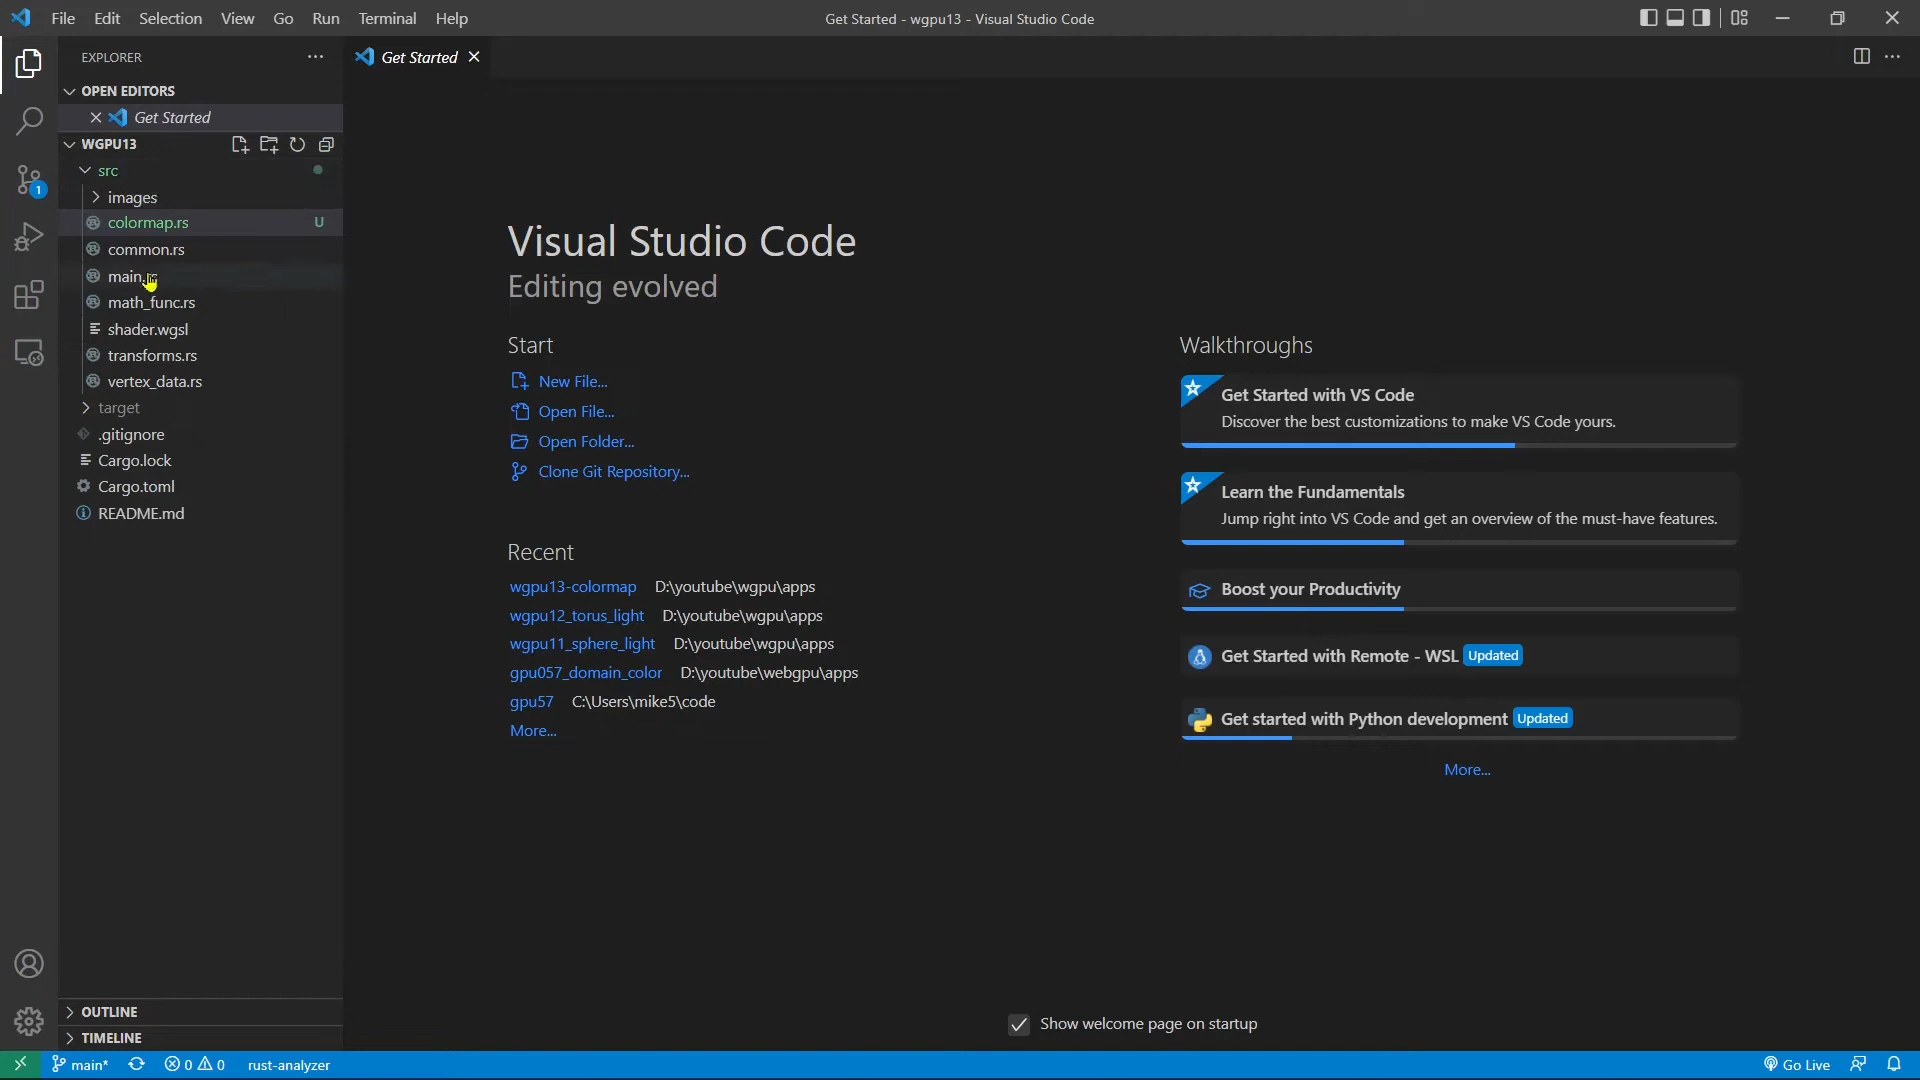 File Edit Selection View Go Run Terminal Help
Get Started - wgpu13 - Visual Studio Code
EXPLORER
Get Started
OPEN EDITORS
Get Started
WGPU13
src
images
colormap.rs U
common.rs
main.rs
math_func.rs
shader.wgsl
transforms.rs
vertex_data.rs
target
.gitignore
Cargo.lock
Cargo.toml
README.md
OUTLINE
TIMELINE
1
Visual Studio Code
Editing evolved
Start
New File...
Open File...
Open Folder...
Clone Git Repository...
Recent
wgpu13-colormap D:\youtube\wgpu\apps
wgpu12_torus_light D:\youtube\wgpu\apps
wgpu11_sphere_light D:\youtube\wgpu\apps
gpu057_domain_color D:\youtube\webgpu\apps
gpu57 C:\Users\mike5\code
More...
Walkthroughs
Get Started with VS Code
Discover the best customizations to make VS Code yours.
Learn the Fundamentals
Jump right into VS Code and get an overview of the must-have features.
Boost your Productivity
Get Started with Remote - WSL Updated
Get started with Python development Updated
More...
Show welcome page on startup
main* 0 0 rust-analyzer Go Live